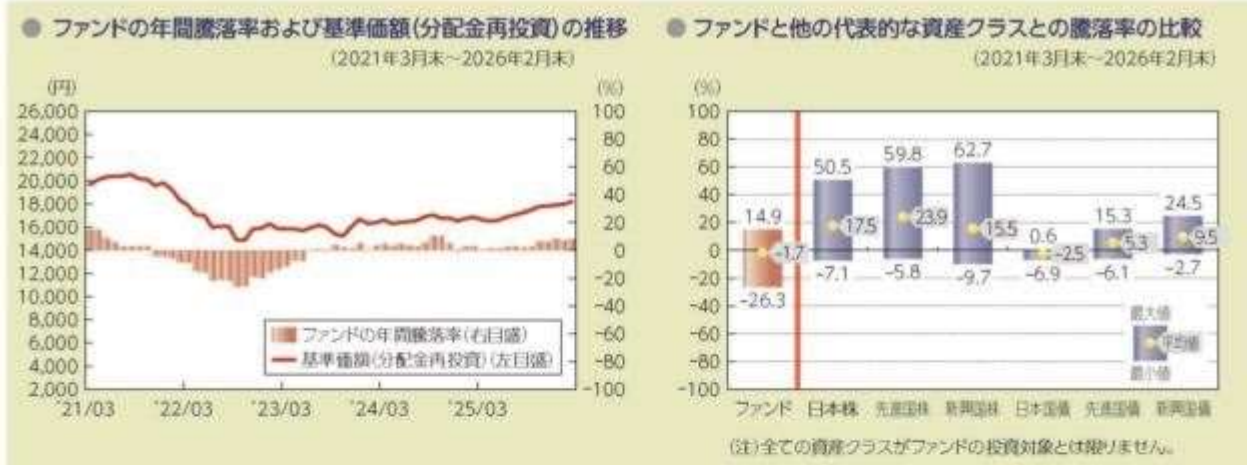 ● ファンドの年間騰落率および基準価額(分配金再投資)の推移
(2021年3月末～2026年2月末)
(円)
(%)
26,000
24,000
22,000
20,000
18,000
16,000
14,000
12,000
10,000
8,000
6,000
4,000
2,000
100
80
60
40
20
0
-20
-40
-60
-80
-100
ファンドの年間騰落率(右目盛)
基準価額(分配金再投資)(左目盛)
'21/03 '22/03 '23/03 '24/03 '25/03
● ファンドと他の代表的な資産クラスとの騰落率の比較
(2021年3月末～2026年2月末)
(%)
100
80
60
40
20
0
-20
-40
-60
-80
-100
14.9 50.5 59.8 62.7 0.6 15.3 24.5
-1.7 17.5 23.9 15.5 -2.5 5.3 9.5
-26.3 -7.1 -5.8 -9.7 -6.9 -6.1 -2.7
最大値
平均値
最小値
ファンド 日本株 先進国株 新興国株 日本国債 先進国債 新興国債
(注)全ての資産クラスがファンドの投資対象とは限りません。